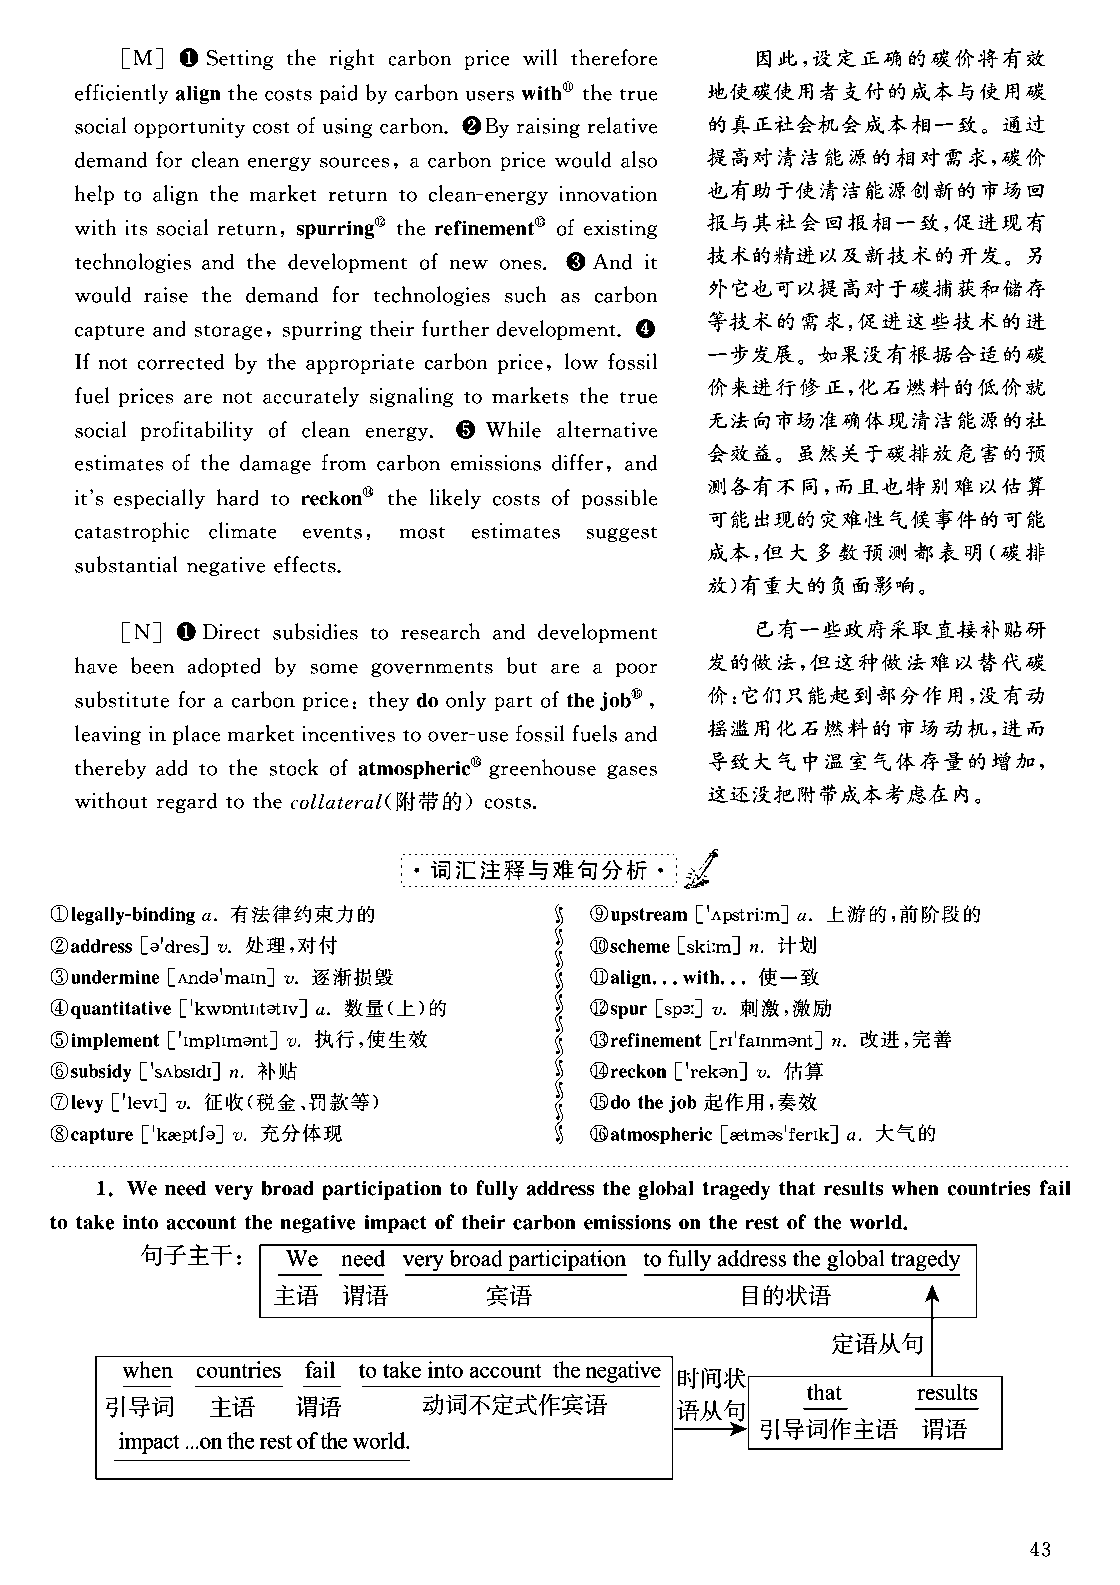 [M] ❶ Setting the right carbon price will therefore
efficiently align the costs paid by carbon users with⑪ the true
social opportunity cost of using carbon. ❷By raising relative
demand for clean energy sources, a carbon price would also
help to align the market return to clean-energy innovation
with its social return, spurring⑫ the refinement⑬ of existing
technologies and the development of new ones. ❸ And it
would raise the demand for technologies such as carbon
capture and storage, spurring their further development. ❹
If not corrected by the appropriate carbon price, low fossil
fuel prices are not accurately signaling to markets the true
social profitability of clean energy. ❺ While alternative
estimates of the damage from carbon emissions differ, and
it's especially hard to reckon⑭ the likely costs of possible
catastrophic climate events, most estimates suggest
substantial negative effects.
因此,设定正确的碳价将有效
地使碳使用者支付的成本与使用碳
的真正社会机会成本相一致。通过
提高对清洁能源的相对需求,碳价
也有助于使清洁能源创新的市场回
报与其社会回报相一致,促进现有
技术的精进以及新技术的开发。另
外它也可以提高对于碳捕获和储存
等技术的需求,促进这些技术的进
一步发展。如果没有根据合适的碳
价来进行修正,化石燃料的低价就
无法向市场准确体现清洁能源的社
会效益。虽然关于碳排放危害的预
测各有不同,而且也特别难以估算
可能出现的灾难性气候事件的可能
成本,但大多数预测都表明(碳排
放)有重大的负面影响。
[N] ❶ Direct subsidies to research and development
have been adopted by some governments but are a poor
substitute for a carbon price: they do only part of the job⑮,
leaving in place market incentives to over-use fossil fuels and
thereby add to the stock of atmospheric⑯ greenhouse gases
without regard to the collateral(附带的) costs.
已有一些政府采取直接补贴研
发的做法,但这种做法难以替代碳
价:它们只能起到部分作用,没有动
摇滥用化石燃料的市场动机,进而
导致大气中温室气体存量的增加,
这还没把附带成本考虑在内。
·词汇注释与难句分析·
①legally-binding a. 有法律约束力的
②address [ə'dres] v. 处理,对付
③undermine [ʌndə'maɪn] v. 逐渐损毁
④quantitative ['kwɒntɪtətɪv] a. 数量(上)的
⑤implement ['ɪmplɪmənt] v. 执行,使生效
⑥subsidy ['sʌbsɪdɪ] n. 补贴
⑦levy ['levɪ] v. 征收(税金、罚款等)
⑧capture ['kæptʃə] v. 充分体现
⑨upstream ['ʌpstriːm] a. 上游的,前阶段的
⑩scheme [skiːm] n. 计划
⑪align...with... 使一致
⑫spur [spɜː] v. 刺激,激励
⑬refinement [rɪ'faɪnmənt] n. 改进,完善
⑭reckon ['rekən] v. 估算
⑮do the job 起作用,奏效
⑯atmospheric [ætməs'ferɪk] a. 大气的
1. We need very broad participation to fully address the global tragedy that results when countries fail
to take into account the negative impact of their carbon emissions on the rest of the world.
句子主干: We need very broad participation to fully address the global tragedy
主语 谓语 宾语 目的状语
定语从句
when countries fail to take into account the negative
引导词 主语 谓语 动词不定式作宾语
impact ...on the rest of the world.
时间状
语从句
that results
引导词作主语 谓语
43